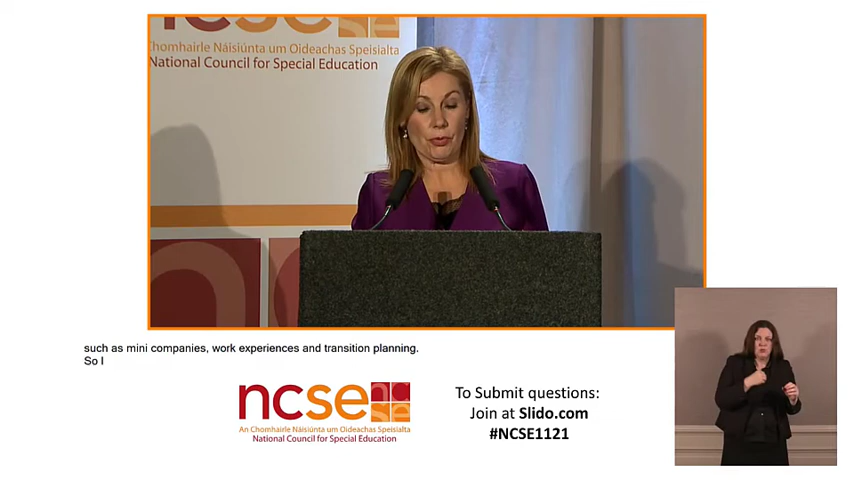 ncse
Chomhairle Náisiúnta um Oideachas Speisialta
National Council for Special Education
such as mini companies, work experiences and transition planning.
So I
ncse
nc
se
An Chomhairle Náisiúnta um Oideachas Speisialta
National Council for Special Education
To Submit questions:
Join at Slido.com
#NCSE1121